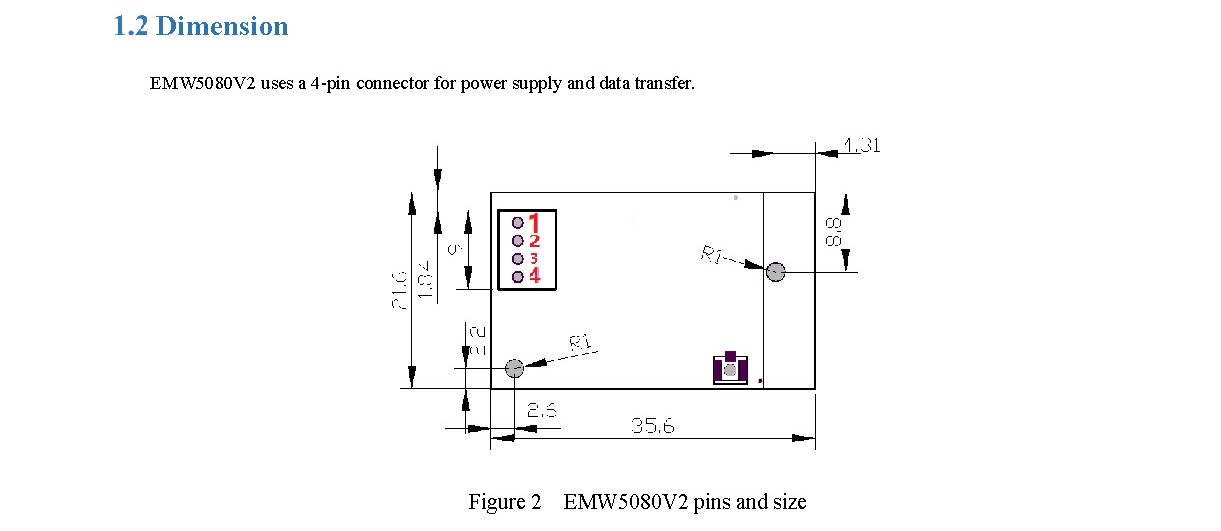 1.2 Dimension
EMW5080V2 uses a 4-pin connector for power supply and data transfer.
4.31
1
2
3
4
8.8
9
R1
21.6
1.84
2.2
R1
2.6
35.6
Figure 2 EMW5080V2 pins and size